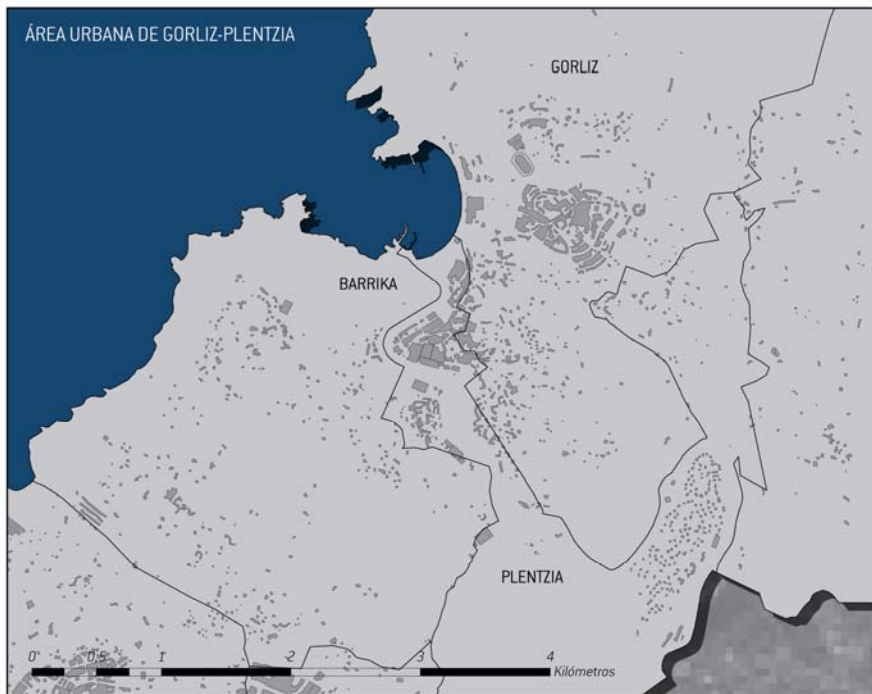 ÁREA URBANA DE GORLIZ-PLENTZIA
GORLIZ
BARRIKA
PLENTZIA
0 0,5 1 2 3 4
Kilómetros